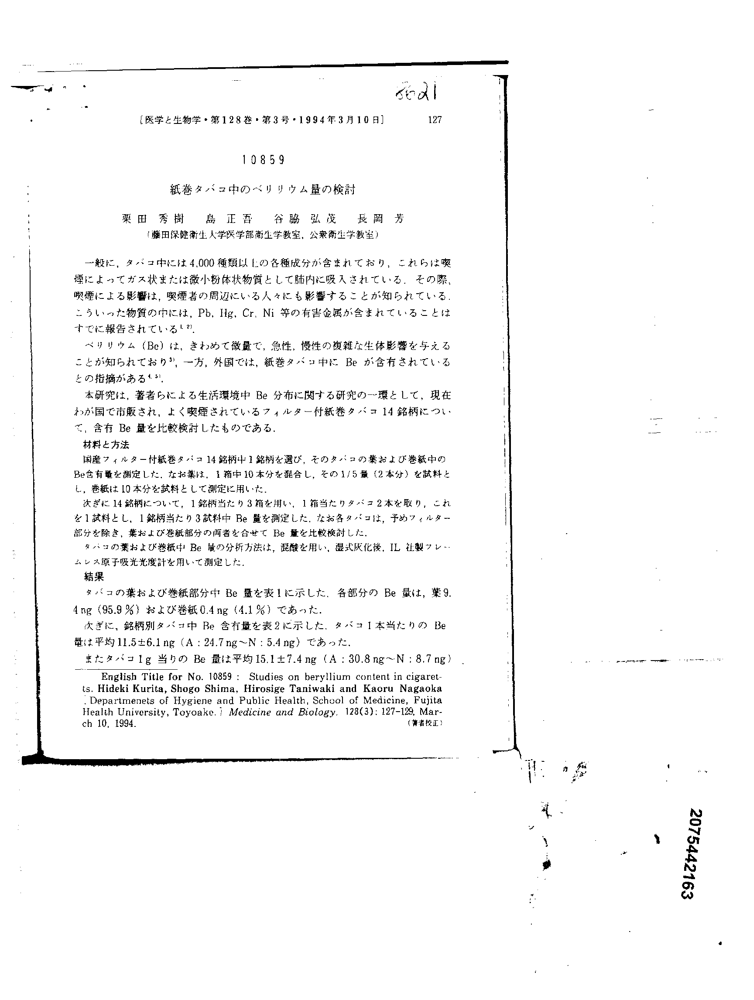 8621
[医学と生物学・第128巻・第3号・1994年3月10日] 127
10859
紙巻タバコ中のベリリウム量の検討
栗田 秀樹 島 正吾 谷脇 弘茂 長岡 芳
(藤田保健衛生大学医学部衛生学教室,公衆衛生学教室)
一般に,タバコ中には4,000種類以上の各種成分が含まれており,これらは喫
煙によってガス状または微小粉体状物質として肺内に吸入されている.その際,
喫煙による影響は,喫煙者の周辺にいる人々にも影響することが知られている.
こういった物質の中には,Pb, Hg, Cr, Ni 等の有害金属が含まれていることは
すでに報告されている¹,²⁾.
ベリリウム(Be)は,きわめて微量で,急性,慢性の複雑な生体影響を与える
ことが知られており³⁾,一方,外国では,紙巻タバコ中に Be が含有されている
との指摘がある⁴,⁵⁾.
本研究は,著者らによる生活環境中 Be 分布に関する研究の一環として,現在
わが国で市販され,よく喫煙されているフィルター付紙巻タバコ 14 銘柄につい
て,含有 Be 量を比較検討したものである.
材料と方法
国産フィルター付紙巻タバコ 14 銘柄中1銘柄を選び,そのタバコの葉および巻紙中の
Be含有量を測定した.なお葉は,1箱中10本分を混合し,その1/5量(2本分)を試料と
し,巻紙は10本分を試料として測定に用いた.
次ぎに14銘柄について,1銘柄当たり3箱を用い,1箱当たりタバコ2本を取り,これ
を1試料とし,1銘柄当たり3試料中 Be 量を測定した.なお各タバコは,予めフィルター
部分を除き,葉および巻紙部分の両者を合せて Be 量を比較検討した.
タバコの葉および巻紙中 Be 量の分析方法は,混酸を用い,湿式灰化後,IL 社製フレー
ムレス原子吸光光度計を用いて測定した.
結果
タバコの葉および巻紙部分中 Be 量を表1に示した.各部分の Be 量は,葉9.
4ng(95.9%)および巻紙0.4ng(4.1%)であった.
次ぎに,銘柄別タバコ中 Be 含有量を表2に示した.タバコ1本当たりの Be
量は平均11.5±6.1ng(A:24.7ng〜N:5.4ng)であった.
またタバコ1g 当りの Be 量は平均15.1±7.4ng(A:30.8ng〜N:8.7ng)
English Title for No. 10859 : Studies on beryllium content in cigaret-
ts. Hideki Kurita, Shogo Shima, Hirosige Taniwaki and Kaoru Nagaoka
[Departmenets of Hygiene and Public Health, School of Medicine, Fujita
Health University, Toyoake.] Medicine and Biology. 128(3): 127-129, Mar-
ch 10, 1994. (著者校正)
2075442163